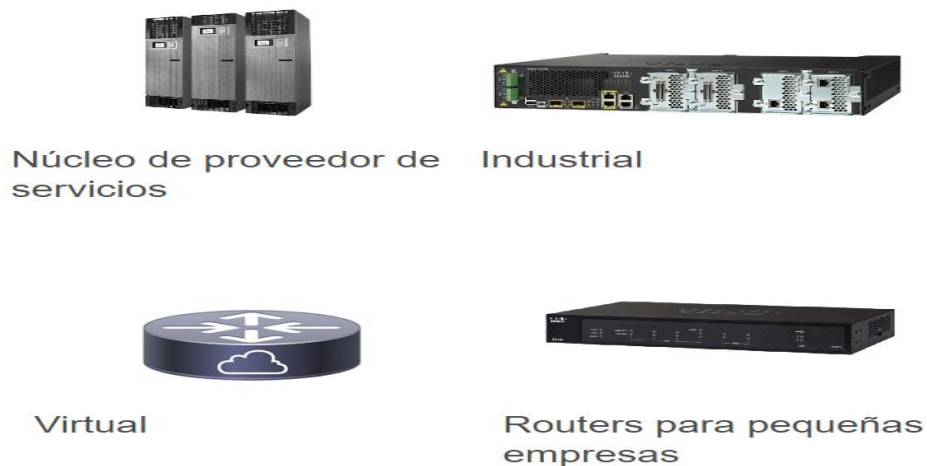 Núcleo de proveedor de
servicios
Industrial
Virtual
Routers para pequeñas
empresas